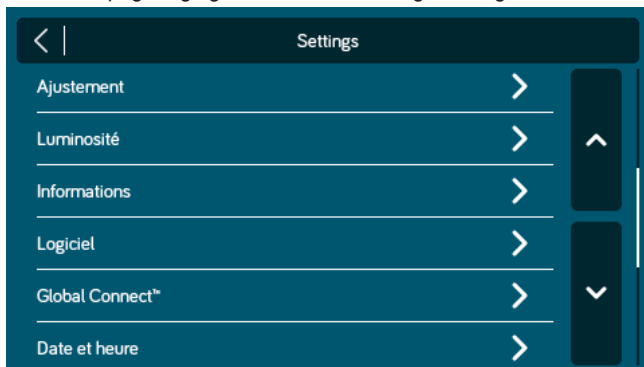 Settings
Ajustement
Luminosité
Informations
Logiciel
Global Connect™
Date et heure